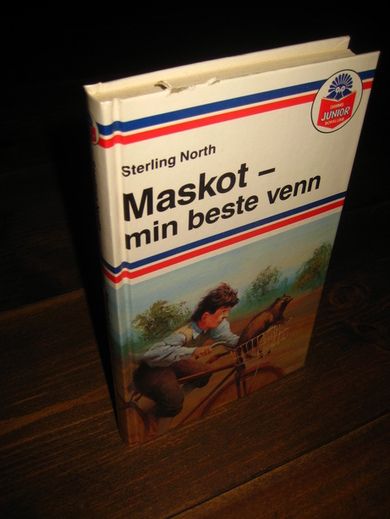 JUNIOR
Sterling North
Maskot –
min beste venn